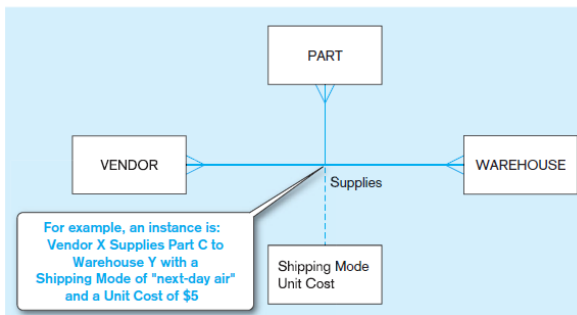 PART
VENDOR
WAREHOUSE
Supplies
For example, an instance is:
Vendor X Supplies Part C to
Warehouse Y with a
Shipping Mode of "next-day air"
and a Unit Cost of $5
Shipping Mode
Unit Cost